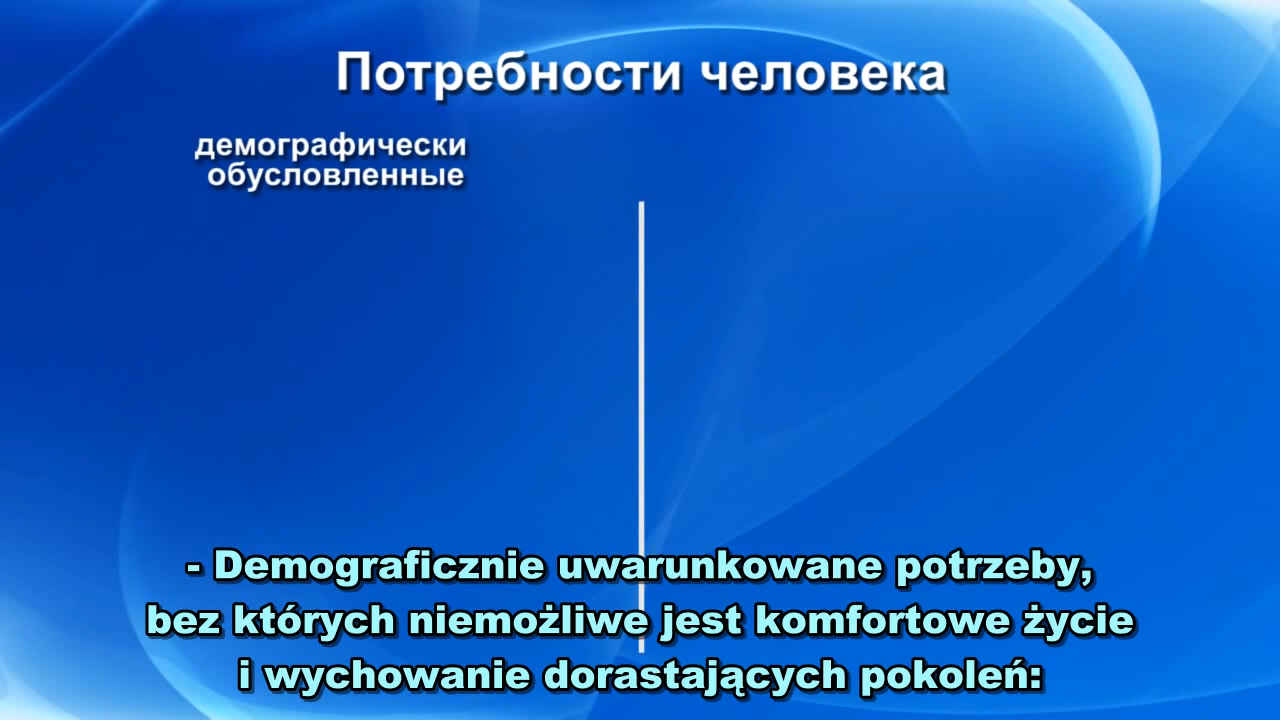 Потребности человека
демографически
обусловленные
- Demograficznie uwarunkowane potrzeby,
bez których niemożliwe jest komfortowe życie
i wychowanie dorastających pokoleń: